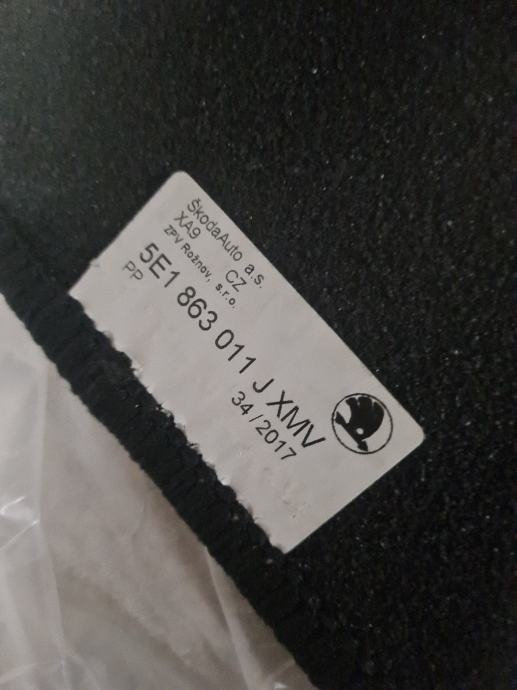 ŠkodaAuto a.s.
XA9 CZ
ZPV Rožnov, s.r.o.
5E1 863 011 J XMV
PP 34/2017